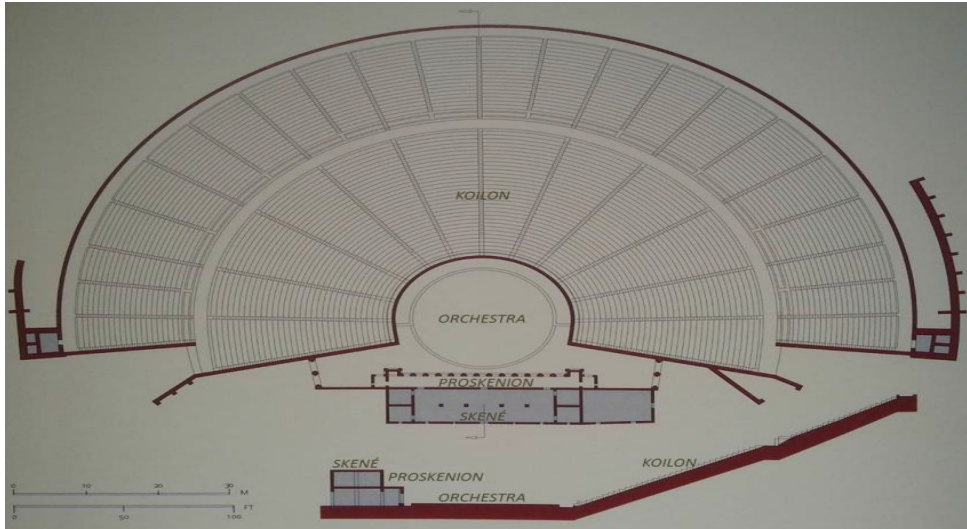 KOILON
ORCHESTRA
PROSKENION
SKENÉ
SKENÉ
PROSKENION
ORCHESTRA
KOILON
0 10 20 30
M
FT
0 50 100